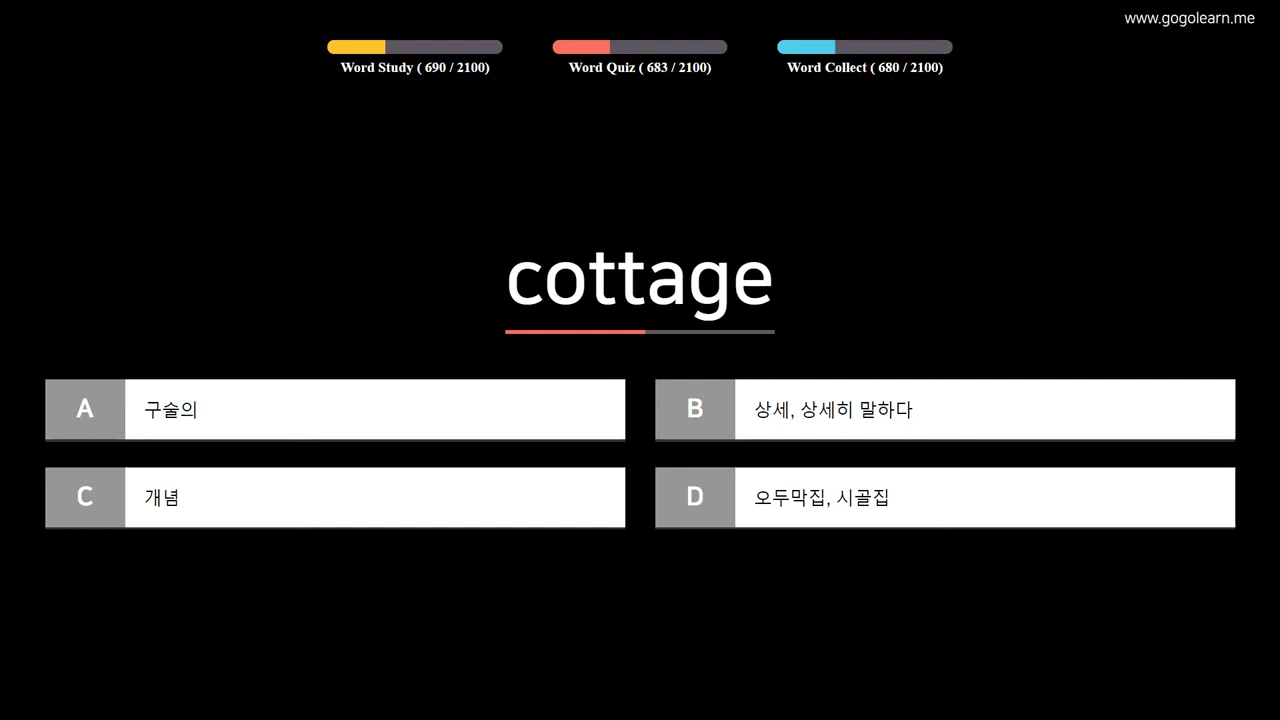 www.gogolearn.me
Word Study ( 690 / 2100)
Word Quiz ( 683 / 2100)
Word Collect ( 680 / 2100)
cottage
A 구술의
B 상세, 상세히 말하다
C 개념
D 오두막집, 시골집